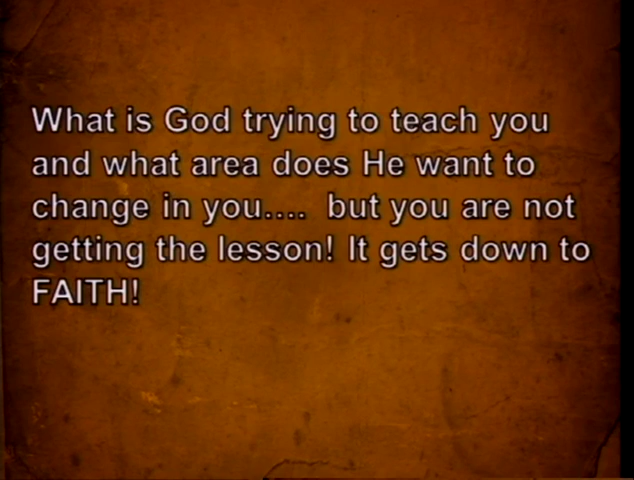 What is God trying to teach you
and what area does He want to
change in you....  but you are not
getting the lesson! It gets down to
FAITH!